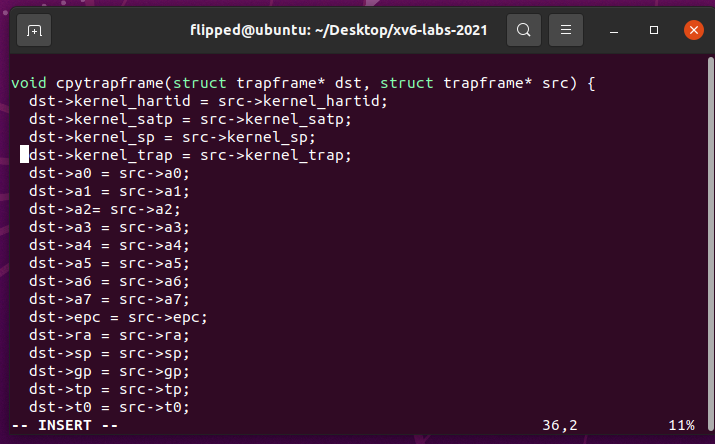 flipped@ubuntu: ~/Desktop/xv6-labs-2021
void cpytrapframe(struct trapframe* dst, struct trapframe* src) {
  dst->kernel_hartid = src->kernel_hartid;
  dst->kernel_satp = src->kernel_satp;
  dst->kernel_sp = src->kernel_sp;
  dst->kernel_trap = src->kernel_trap;
  dst->a0 = src->a0;
  dst->a1 = src->a1;
  dst->a2= src->a2;
  dst->a3 = src->a3;
  dst->a4 = src->a4;
  dst->a5 = src->a5;
  dst->a6 = src->a6;
  dst->a7 = src->a7;
  dst->epc = src->epc;
  dst->ra = src->ra;
  dst->sp = src->sp;
  dst->gp = src->gp;
  dst->tp = src->tp;
  dst->t0 = src->t0;
-- INSERT -- 36,2 11%